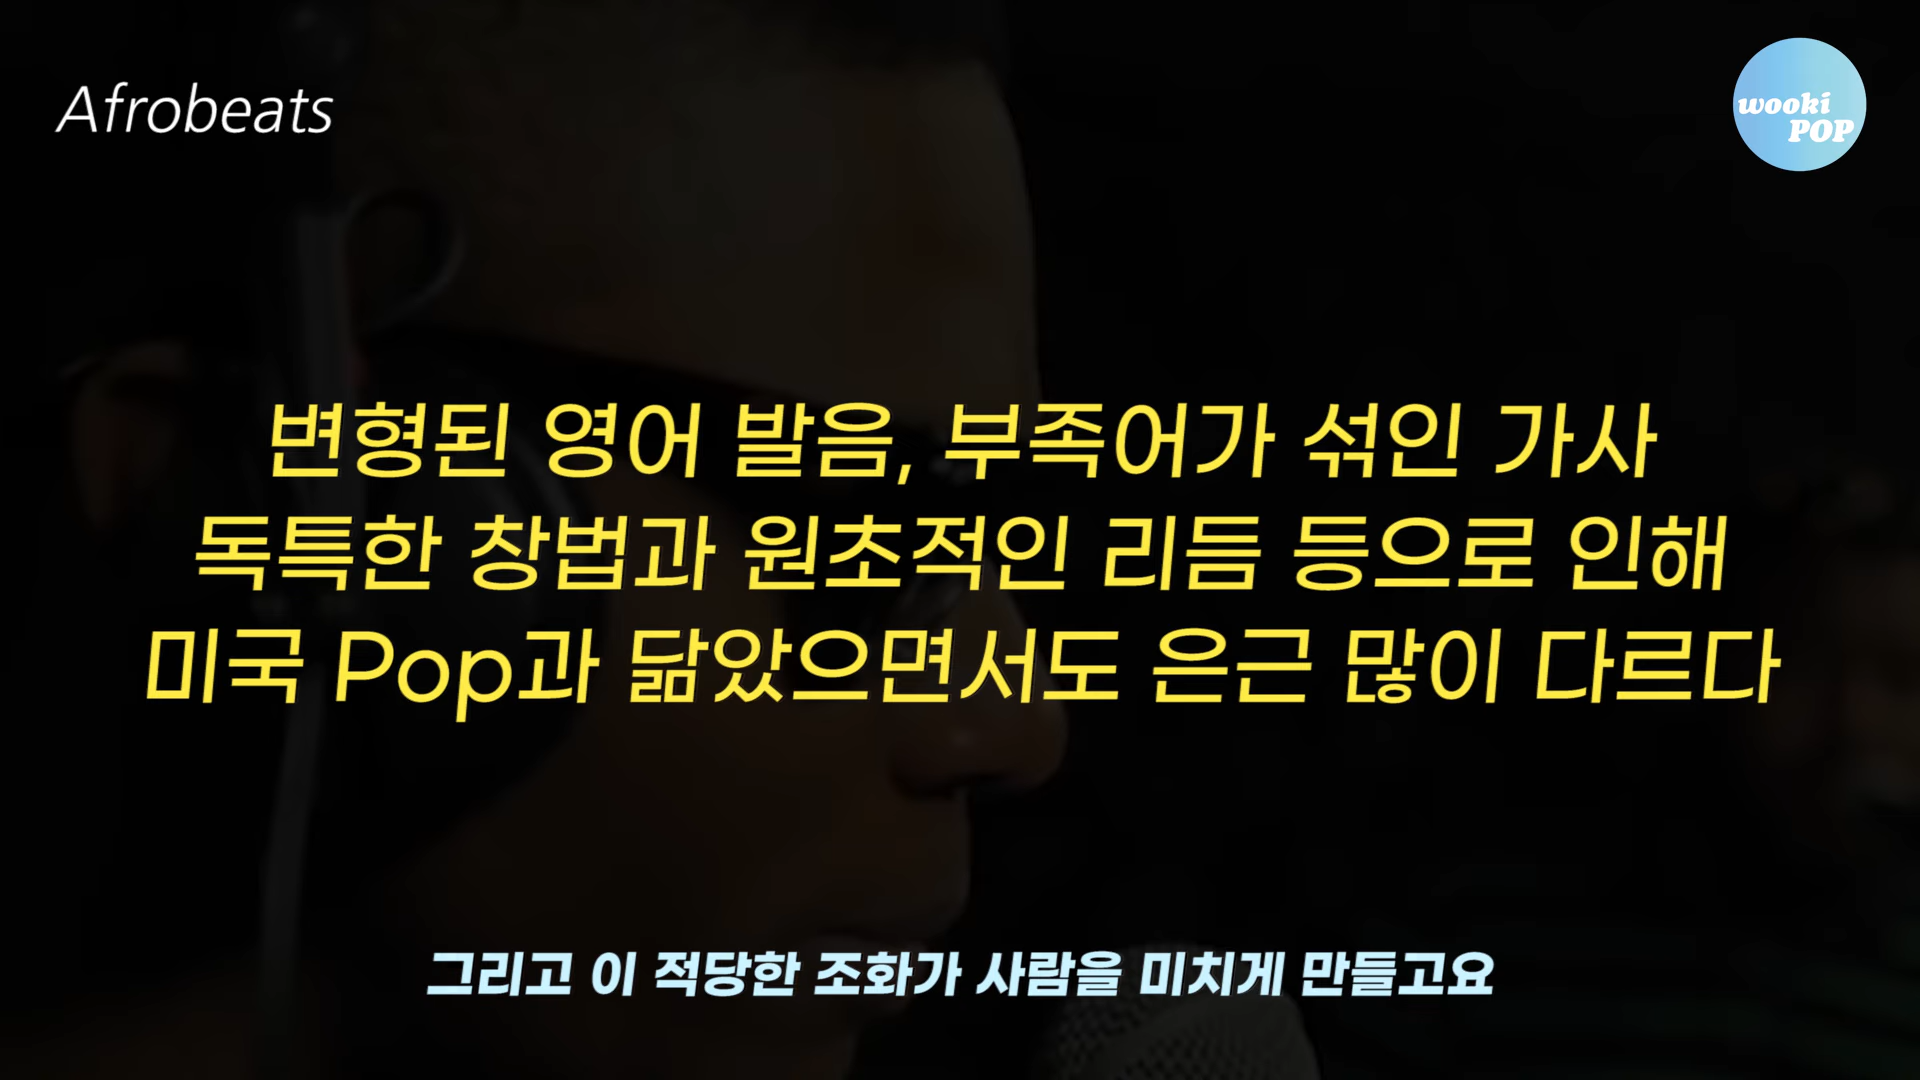 Afrobeats
wooki
POP
변형된 영어 발음, 부족어가 섞인 가사
독특한 창법과 원초적인 리듬 등으로 인해
미국 Pop과 닮았으면서도 은근 많이 다르다
그리고 이 적당한 조화가 사람을 미치게 만들고요